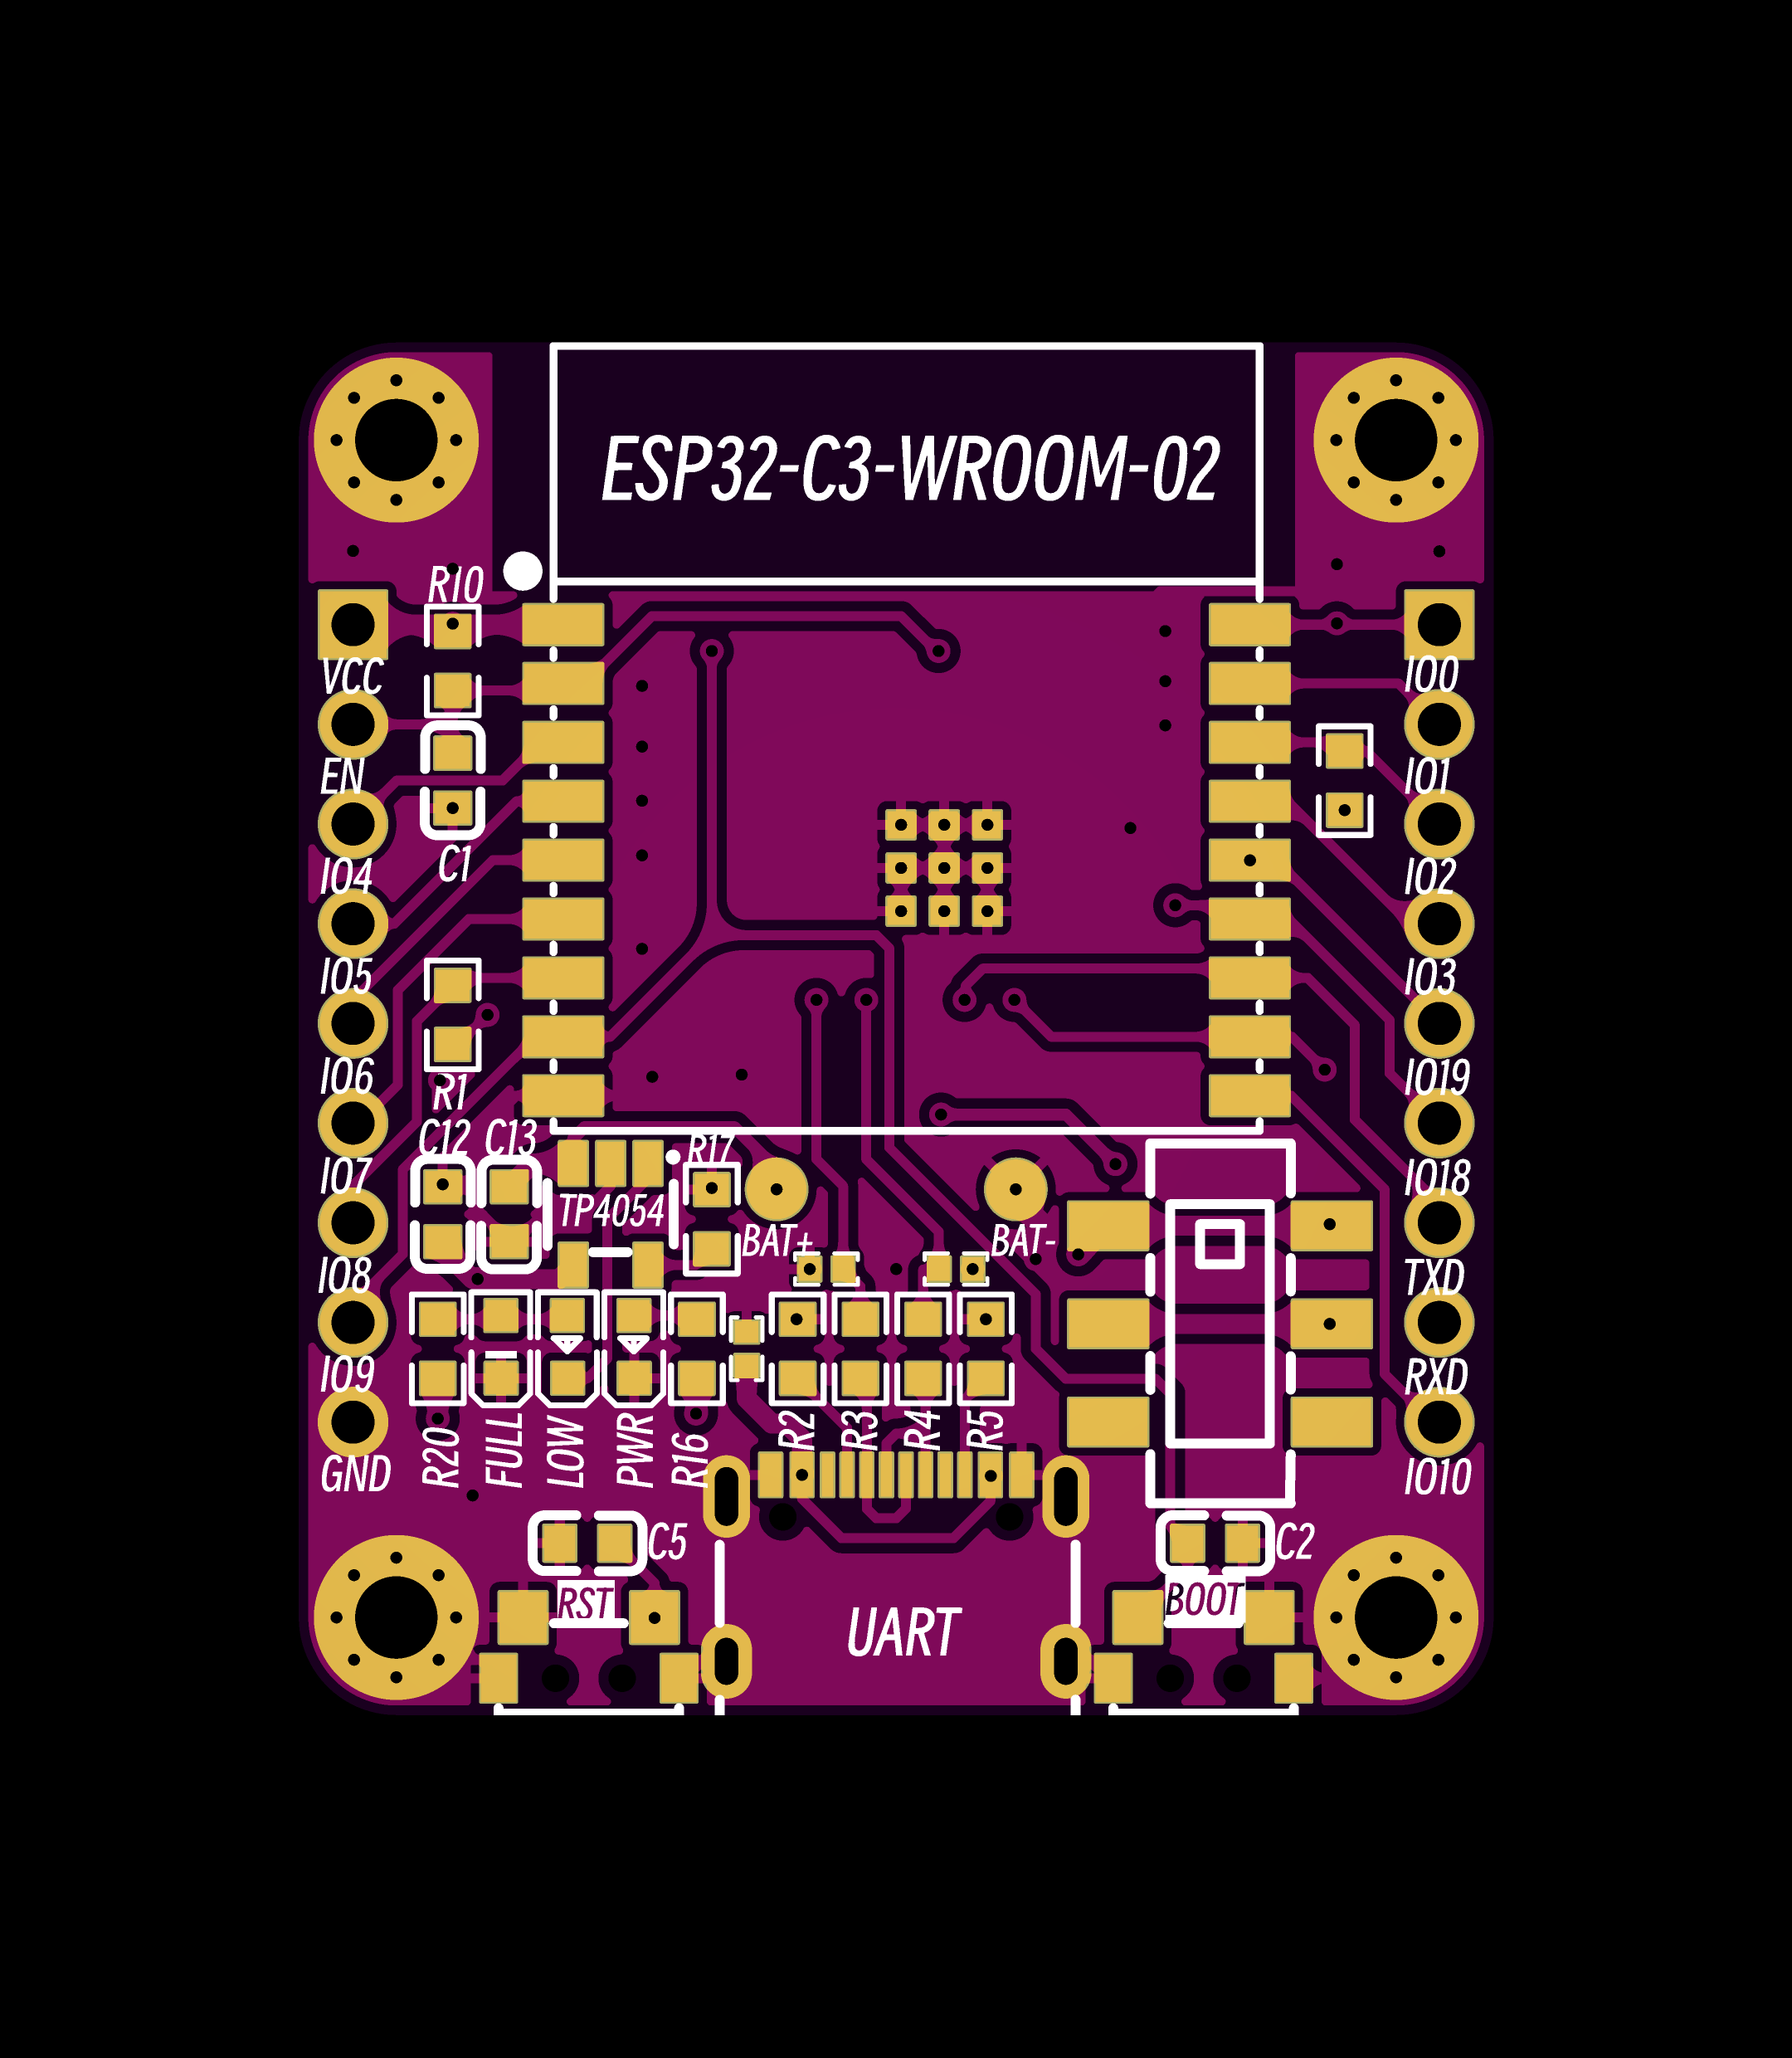 ESP32-C3-WROOM-02
R10
VCC
IO0
EN
IO1
C1
IO4
IO2
IO5
IO3
IO6
IO19
R1
C12 C13
R17
IO7
IO18
TP4054
BAT+
BAT-
IO8
TXD
IO9
RXD
GND
R20
FULL
LOW
PWR
R16
R2
R3
R4
R5
IO10
C5
C2
RST
BOOT
UART